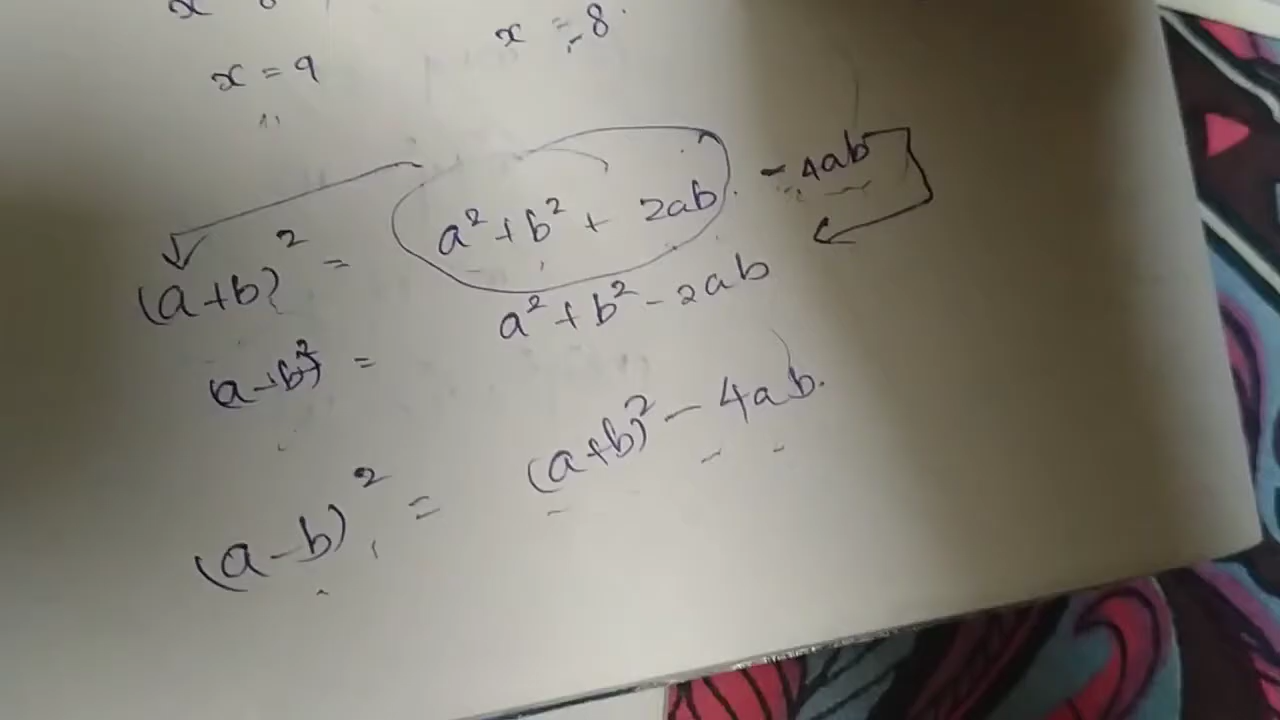 x = 9
x = -8
(a+b)² = a²+b² + 2ab - 4ab
a²+b² - 2ab
(a-b)² =
(a+b)² - 4ab.
(a-b)² =